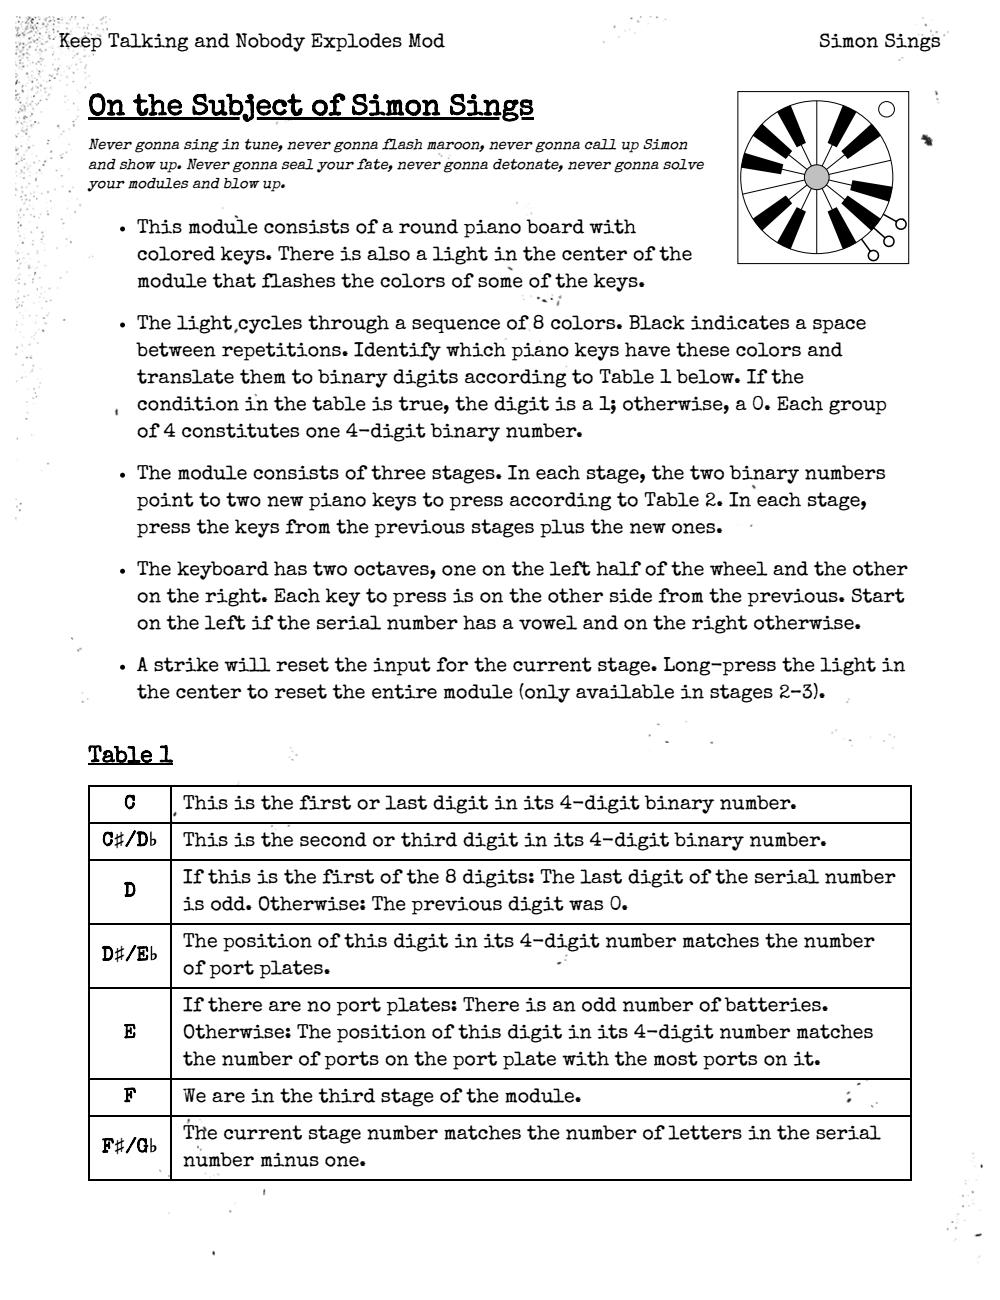 Keep Talking and Nobody Explodes Mod
Simon Sings
On the Subject of Simon Sings
Never gonna sing in tune, never gonna flash maroon, never gonna call up Simon
and show up. Never gonna seal your fate, never gonna detonate, never gonna solve
your modules and blow up.
• This module consists of a round piano board with
colored keys. There is also a light in the center of the
module that flashes the colors of some of the keys.
• The light cycles through a sequence of 8 colors. Black indicates a space
between repetitions. Identify which piano keys have these colors and
translate them to binary digits according to Table 1 below. If the
condition in the table is true, the digit is a 1; otherwise, a 0. Each group
of 4 constitutes one 4-digit binary number.
• The module consists of three stages. In each stage, the two binary numbers
point to two new piano keys to press according to Table 2. In each stage,
press the keys from the previous stages plus the new ones.
• The keyboard has two octaves, one on the left half of the wheel and the other
on the right. Each key to press is on the other side from the previous. Start
on the left if the serial number has a vowel and on the right otherwise.
• A strike will reset the input for the current stage. Long-press the light in
the center to reset the entire module (only available in stages 2-3).
Table 1
C
This is the first or last digit in its 4-digit binary number.
C♯/D♭
This is the second or third digit in its 4-digit binary number.
D
If this is the first of the 8 digits: The last digit of the serial number
is odd. Otherwise: The previous digit was 0.
D♯/E♭
The position of this digit in its 4-digit number matches the number
of port plates.
E
If there are no port plates: There is an odd number of batteries.
Otherwise: The position of this digit in its 4-digit number matches
the number of ports on the port plate with the most ports on it.
F
We are in the third stage of the module.
F♯/G♭
The current stage number matches the number of letters in the serial
number minus one.